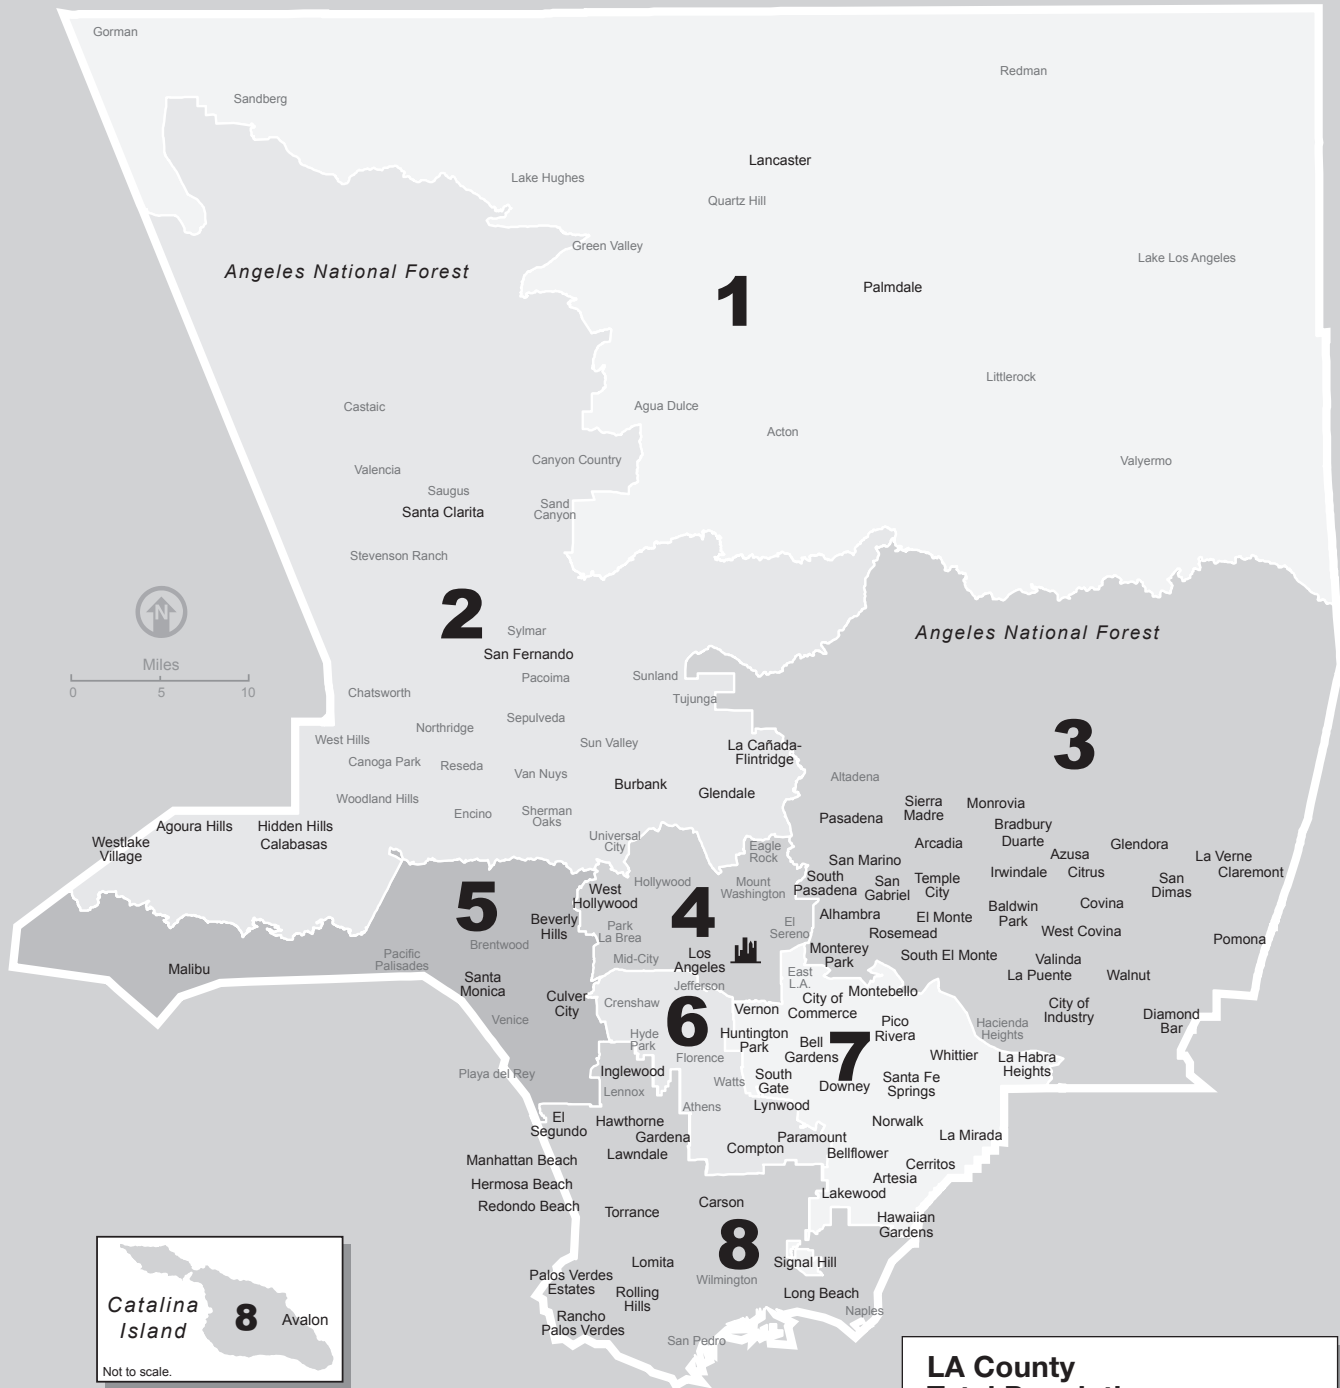 Gorman
Redman
Sandberg
Lancaster
Lake Hughes
Quartz Hill
Green Valley
Lake Los Angeles
Angeles National Forest
1
Palmdale
Littlerock
Castaic
Agua Dulce
Acton
Canyon Country
Valyermo
Valencia
Saugus
Santa Clarita
Sand
Canyon
Stevenson Ranch
N
2
Sylmar
Angeles National Forest
San Fernando
Miles
0 5 10
Pacoima
Sunland
Chatsworth
Tujunga
Sepulveda
Northridge
3
West Hills
Sun Valley
La Cañada-
Flintridge
Canoga Park
Reseda
Van Nuys
Altadena
Burbank
Glendale
Woodland Hills
Encino
Sherman
Oaks
Sierra
Madre
Monrovia
Pasadena
Bradbury
Agoura Hills
Hidden Hills
Calabasas
Westlake
Village
Universal
City
Eagle
Rock
Arcadia
Duarte
Glendora
Azusa
La Verne
San Marino
Irwindale
Citrus
Claremont
South
Pasadena
San
Gabriel
Temple
City
San
Dimas
Hollywood
Mount
Washington
West
Hollywood
5
4
Beverly
Hills
Park
La Brea
El
Sereno
Alhambra
El Monte
Baldwin
Park
Covina
Rosemead
West Covina
Pomona
Brentwood
Pacific
Palisades
Malibu
Mid-City
Los
Angeles
Monterey
Park
South El Monte
Valinda
La Puente
Walnut
Santa
Monica
Culver
City
Jefferson
East
L.A.
City of
Commerce
Montebello
Crenshaw
6
Vernon
City of
Industry
Diamond
Bar
Venice
Hyde
Park
Huntington
Park
Pico
Rivera
Hacienda
Heights
Bell
Gardens
7
Florence
Whittier
La Habra
Heights
Playa del Rey
Inglewood
Lennox
Watts
South
Gate
Downey
Santa Fe
Springs
Athens
Lynwood
El
Segundo
Hawthorne
Gardena
Lawndale
Norwalk
Paramount
La Mirada
Compton
Bellflower
Manhattan Beach
Cerritos
Hermosa Beach
Artesia
Lakewood
Redondo Beach
Torrance
Carson
Hawaiian
Gardens
8
Lomita
Signal Hill
Palos Verdes
Estates
Wilmington
Rolling
Hills
Long Beach
Naples
Rancho
Palos Verdes
San Pedro
Catalina
Island
8
Avalon
Not to scale.
LA County